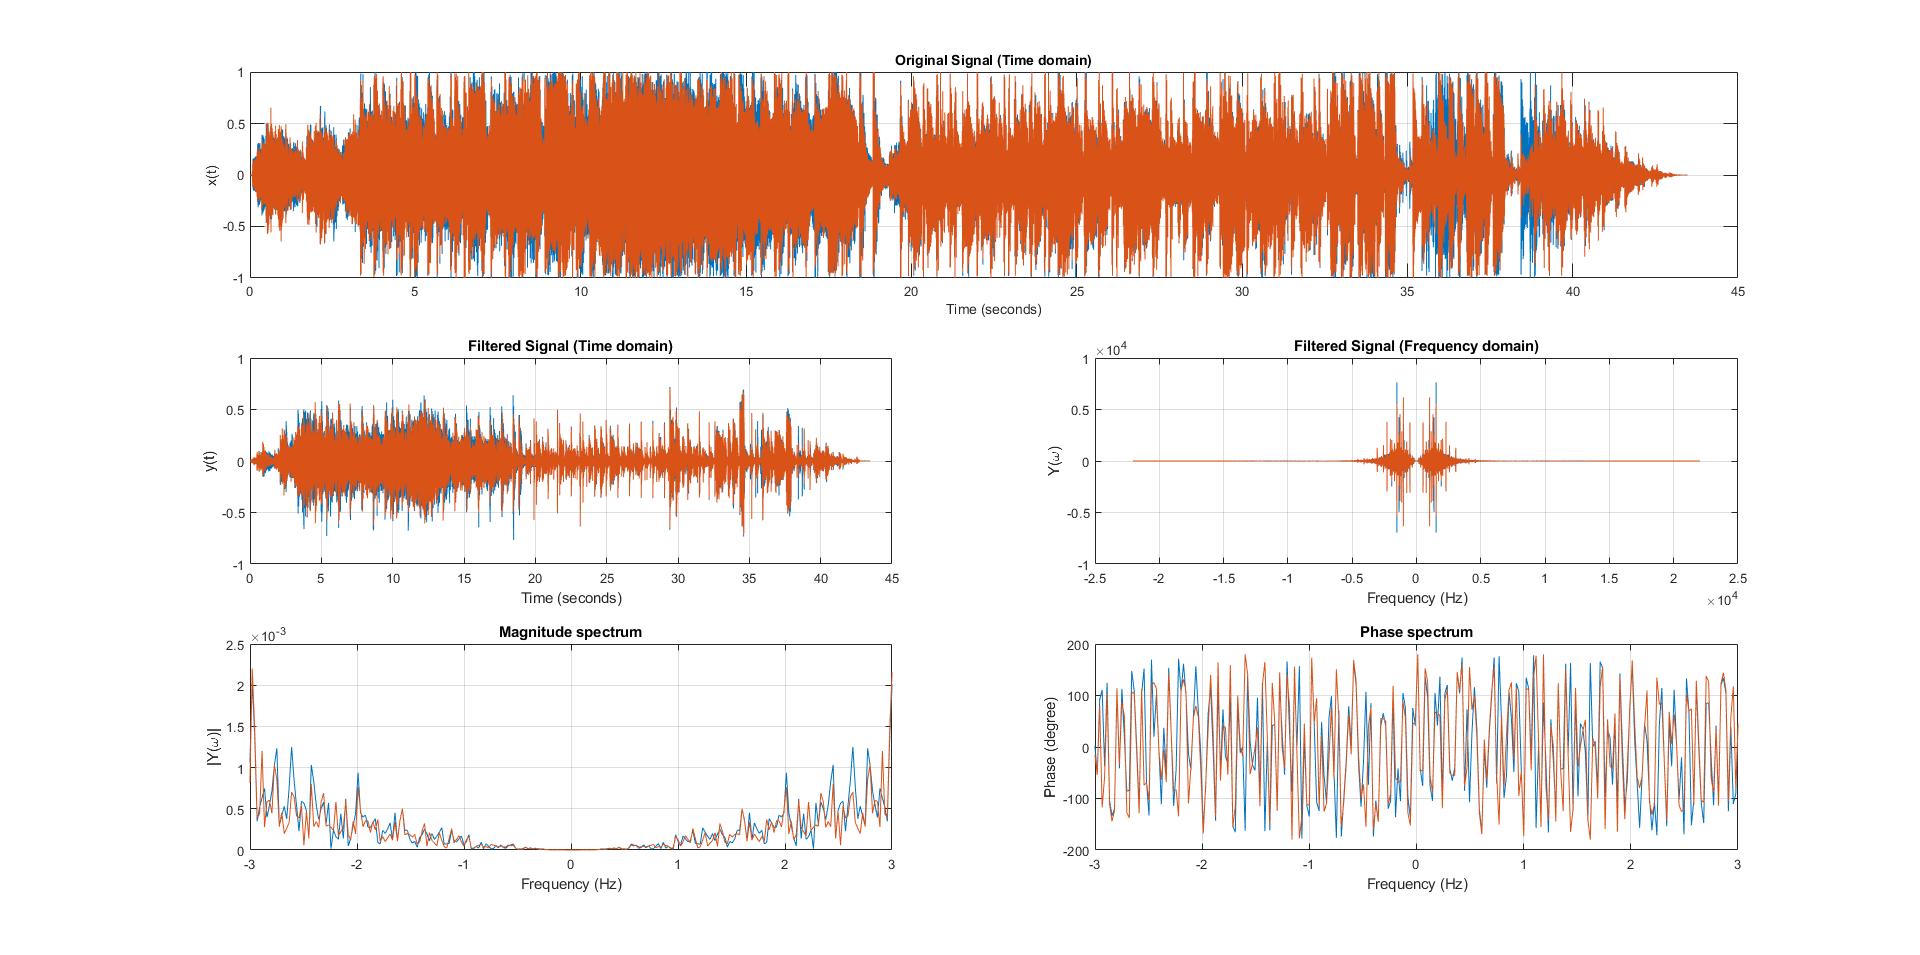 Original Signal (Time domain)
1
0.5
0
-0.5
-1
x(t)
0 5 10 15 20 25 30 35 40 45
Time (seconds)
Filtered Signal (Time domain)
1
0.5
0
-0.5
-1
y(t)
0 5 10 15 20 25 30 35 40 45
Time (seconds)
Filtered Signal (Frequency domain)
×10^4
1
0.5
0
-0.5
-1
Y(ω)
-2.5 -2 -1.5 -1 -0.5 0 0.5 1 1.5 2 2.5
Frequency (Hz)
×10^4
Magnitude spectrum
×10^-3
2.5
2
1.5
1
0.5
0
|Y(ω)|
-3 -2 -1 0 1 2 3
Frequency (Hz)
Phase spectrum
200
100
0
-100
-200
Phase (degree)
-3 -2 -1 0 1 2 3
Frequency (Hz)